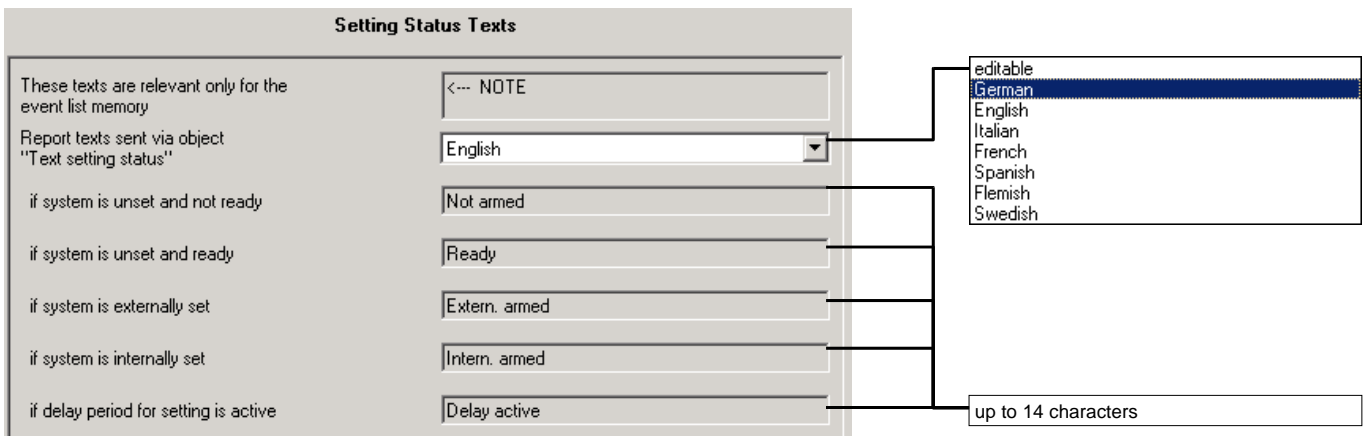 Setting Status Texts
These texts are relevant only for the
event list memory
<--- NOTE
Report texts sent via object
"Text setting status"
English
if system is unset and not ready
Not armed
if system is unset and ready
Ready
if system is externally set
Extern. armed
if system is internally set
Intern. armed
if delay period for setting is active
Delay active
editable
German
English
Italian
French
Spanish
Flemish
Swedish
up to 14 characters